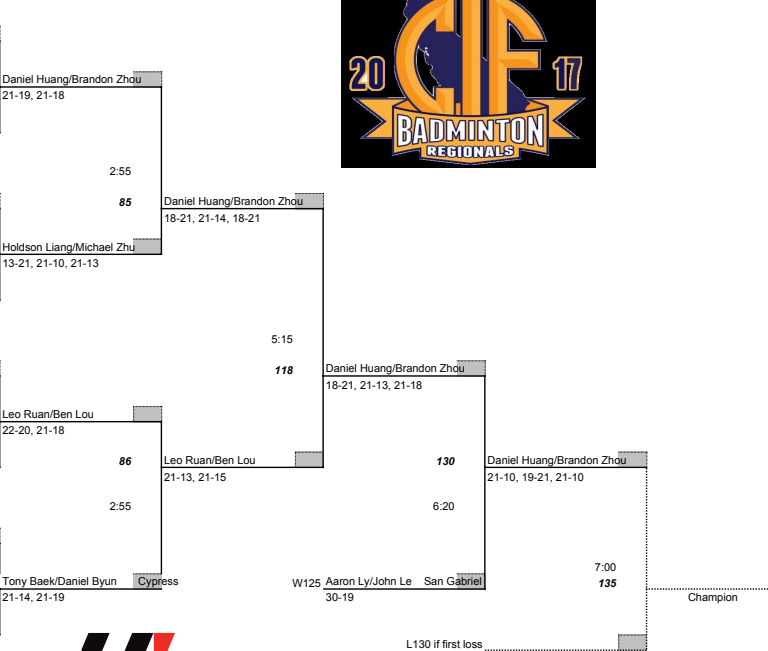 20 17
BADMINTON
REGIONALS
Daniel Huang/Brandon Zhou
21-19, 21-18
2:55
85
Daniel Huang/Brandon Zhou
18-21, 21-14, 18-21
Holdson Liang/Michael Zhu
13-21, 21-10, 21-13
5:15
118
Daniel Huang/Brandon Zhou
18-21, 21-13, 21-18
Leo Ruan/Ben Lou
22-20, 21-18
86
Leo Ruan/Ben Lou
21-13, 21-15
130
Daniel Huang/Brandon Zhou
21-10, 19-21, 21-10
2:55
6:20
7:00
135
Tony Baek/Daniel Byun Cypress
21-14, 21-19
W125 Aaron Ly/John Le San Gabriel
30-19
Champion
L130 if first loss